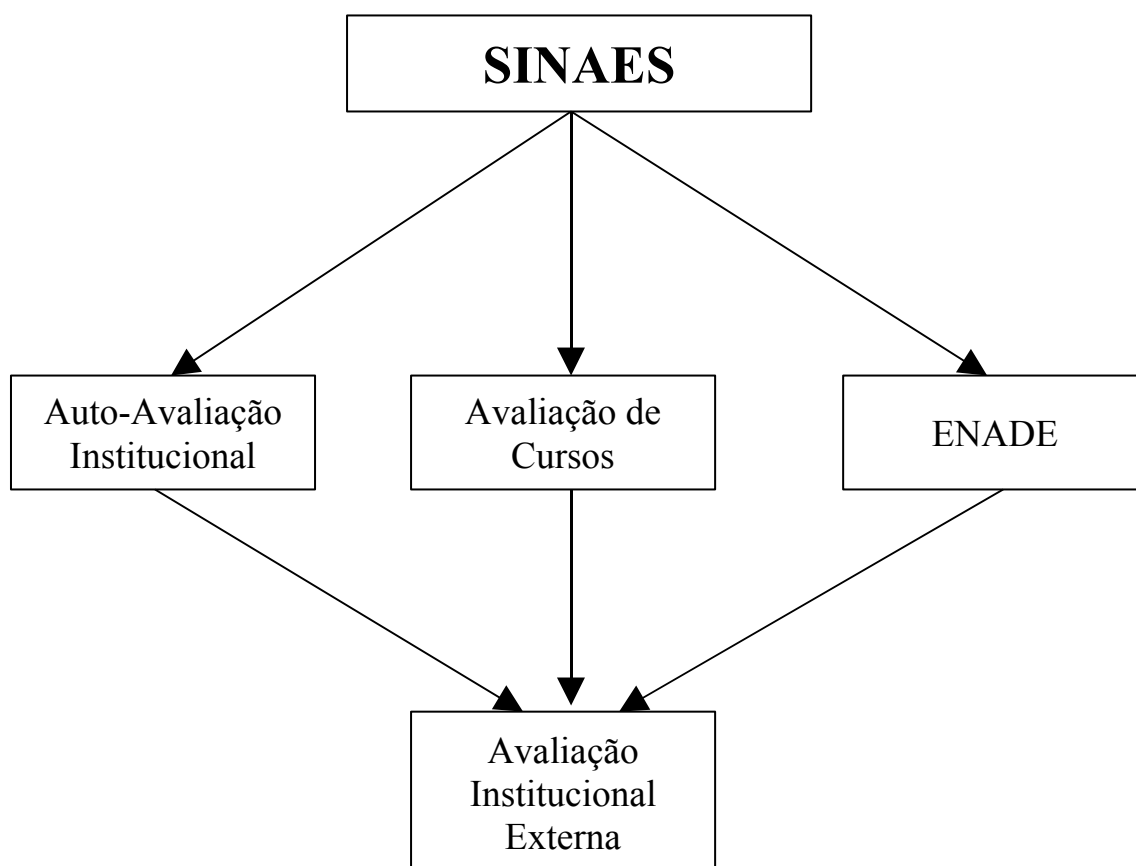 SINAES
Auto-Avaliação
Institucional
Avaliação de
Cursos
ENADE
Avaliação
Institucional
Externa